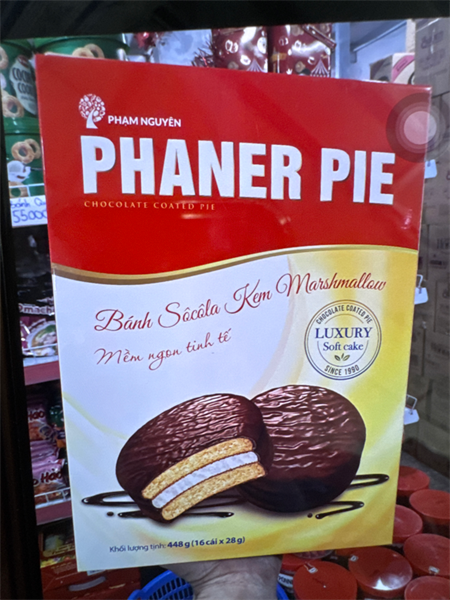 PHẠM NGUYÊN
PHANER PIE
CHOCOLATE COATED PIE
Bánh Sôcôla Kem Marshmallow
Mềm ngon tinh tế
CHOCOLATE COATED PIE
LUXURY
Soft cake
SINCE 1990
Khối lượng tịnh: 448 g (16 cái x 28 g)